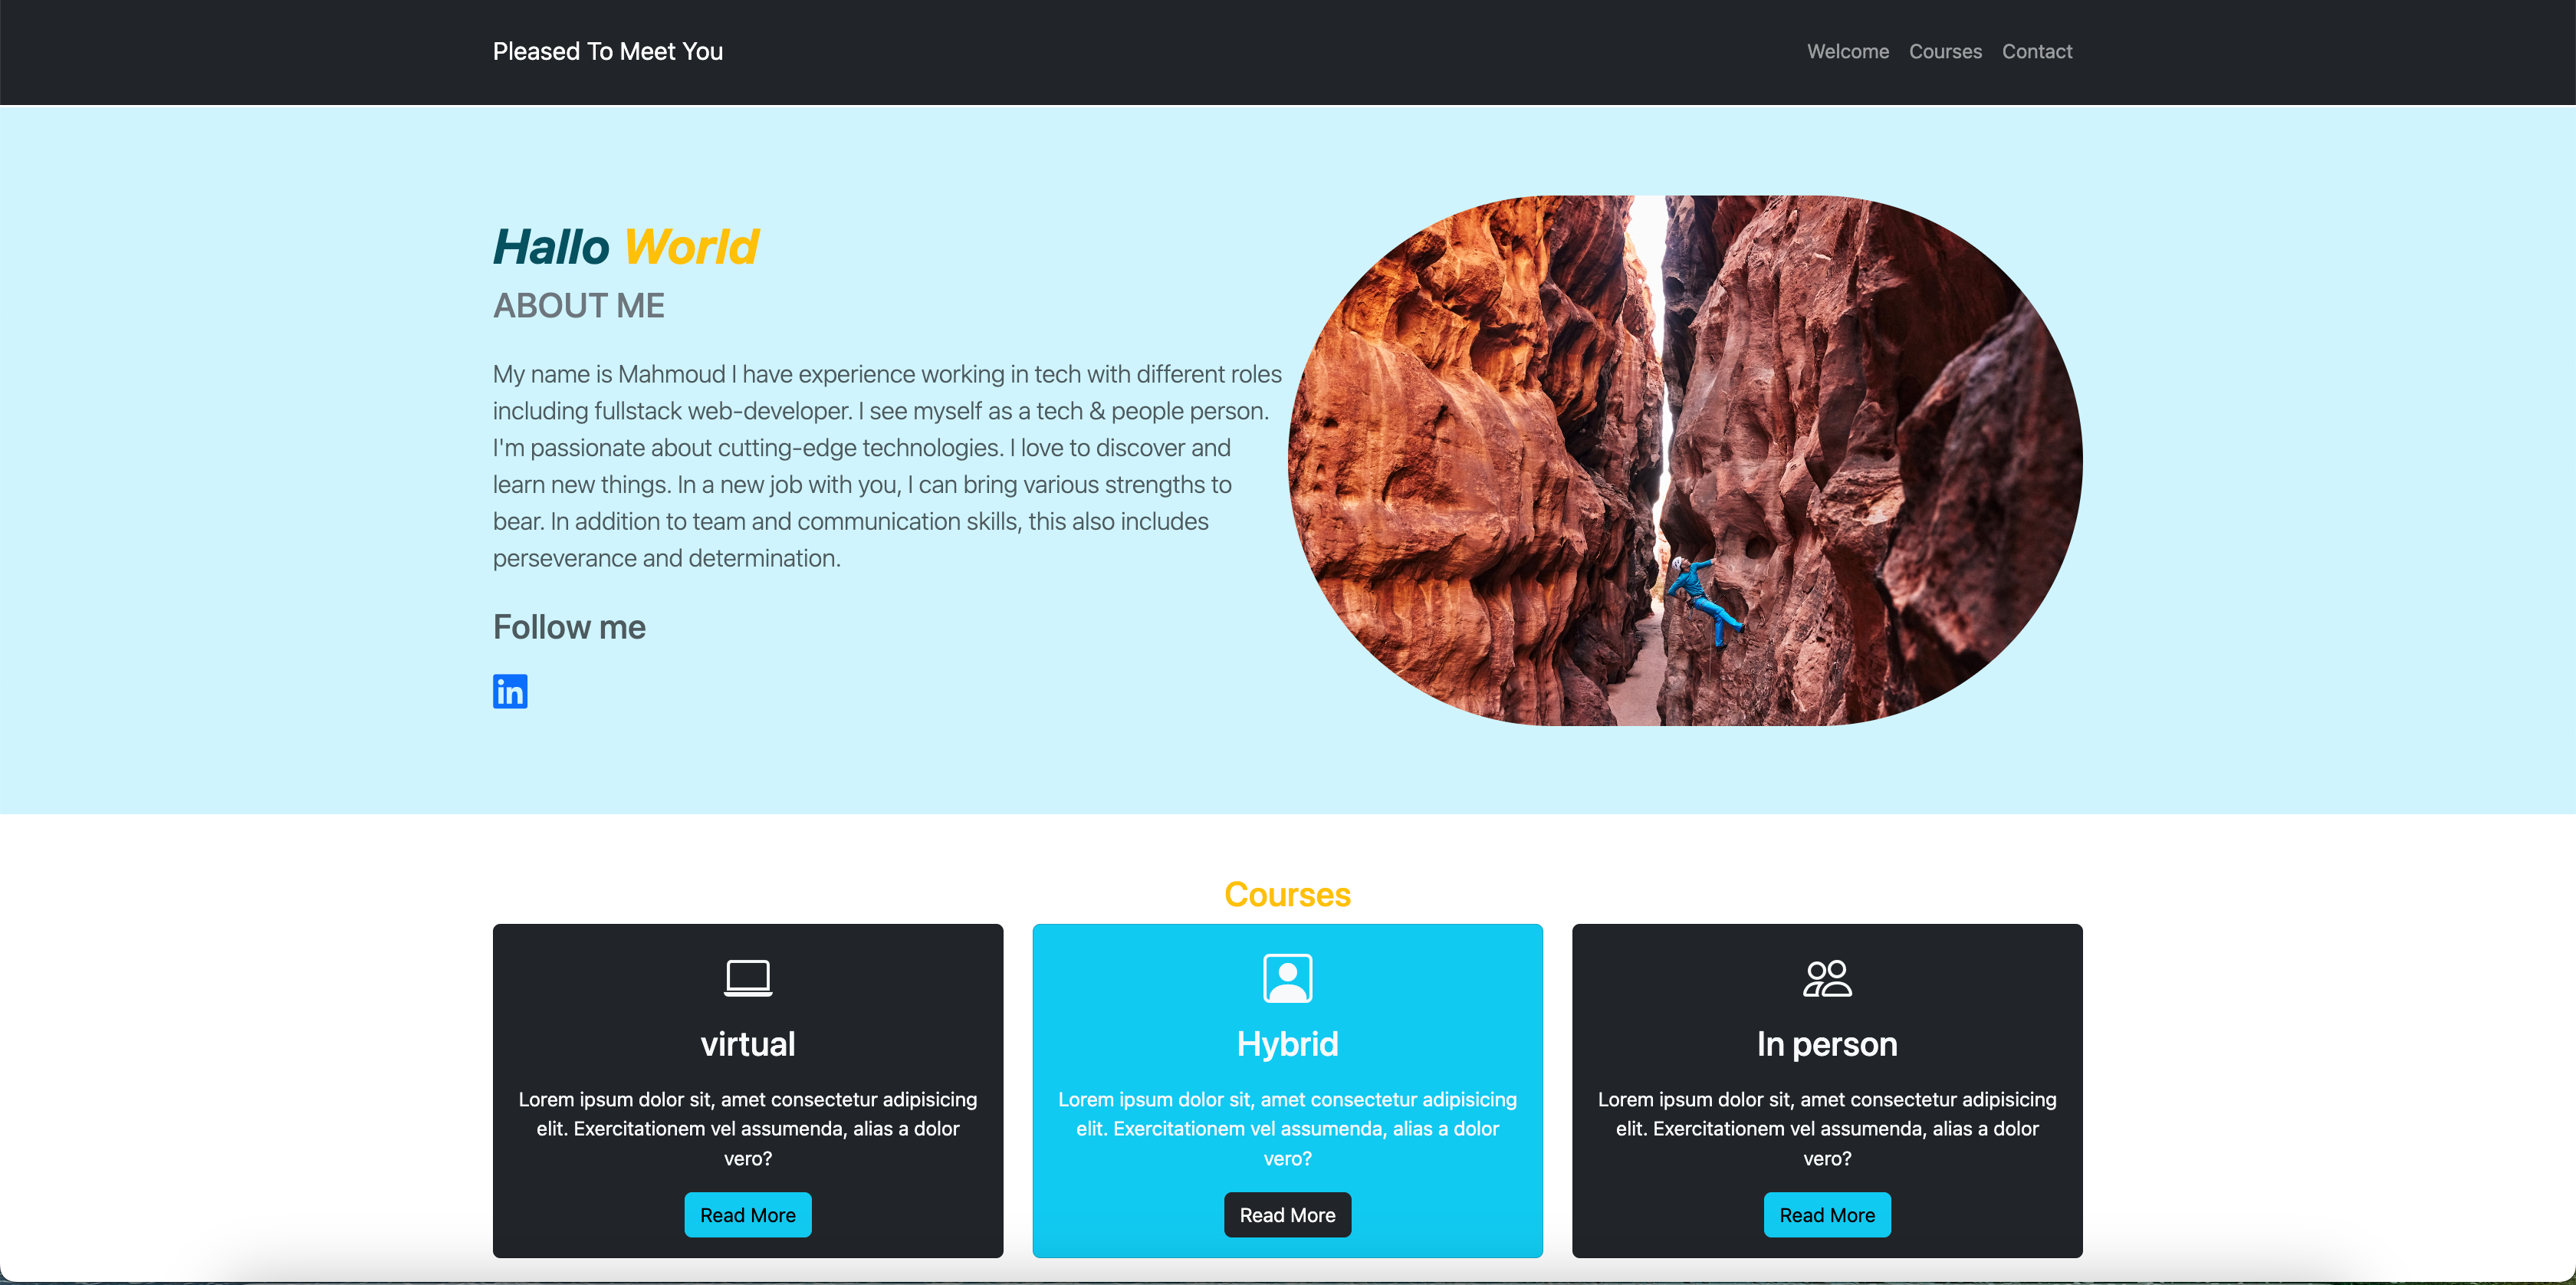 Pleased To Meet You
Welcome Courses Contact
Hallo World
ABOUT ME
My name is Mahmoud I have experience working in tech with different roles
including fullstack web-developer. I see myself as a tech & people person.
I'm passionate about cutting-edge technologies. I love to discover and
learn new things. In a new job with you, I can bring various strengths to
bear. In addition to team and communication skills, this also includes
perseverance and determination.
Follow me
in
Courses
virtual
Lorem ipsum dolor sit, amet consectetur adipisicing
elit. Exercitationem vel assumenda, alias a dolor
vero?
Read More
Hybrid
Lorem ipsum dolor sit, amet consectetur adipisicing
elit. Exercitationem vel assumenda, alias a dolor
vero?
Read More
In person
Lorem ipsum dolor sit, amet consectetur adipisicing
elit. Exercitationem vel assumenda, alias a dolor
vero?
Read More